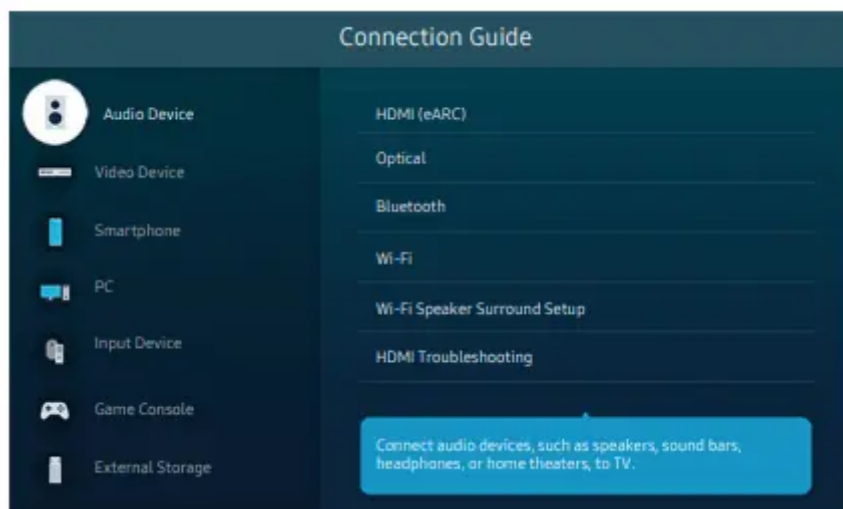 Connection Guide
Audio Device
Video Device
Smartphone
PC
Input Device
Game Console
External Storage
HDMI (eARC)
Optical
Bluetooth
Wi-Fi
Wi-Fi Speaker Surround Setup
HDMI Troubleshooting
Connect audio devices, such as speakers, sound bars,
headphones, or home theaters, to TV.